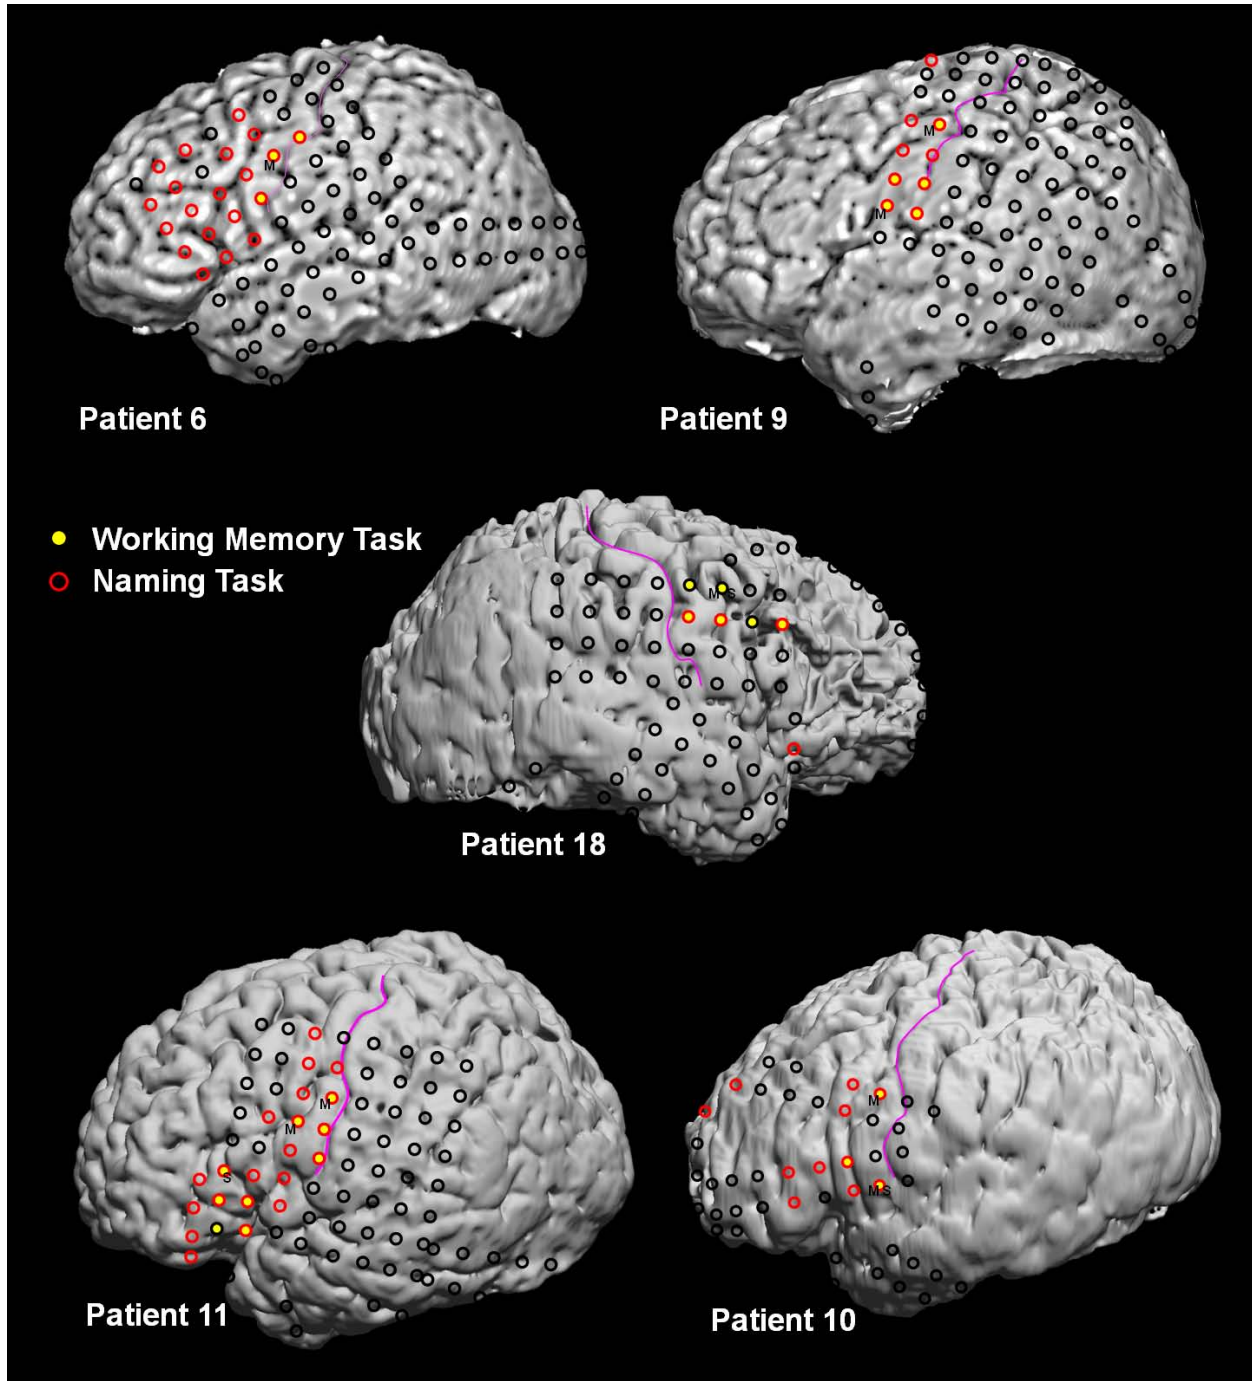 M
M
M
Patient 6
Patient 9
Working Memory Task
Naming Task
M S
Patient 18
M
M
S
M
M S
Patient 11
Patient 10